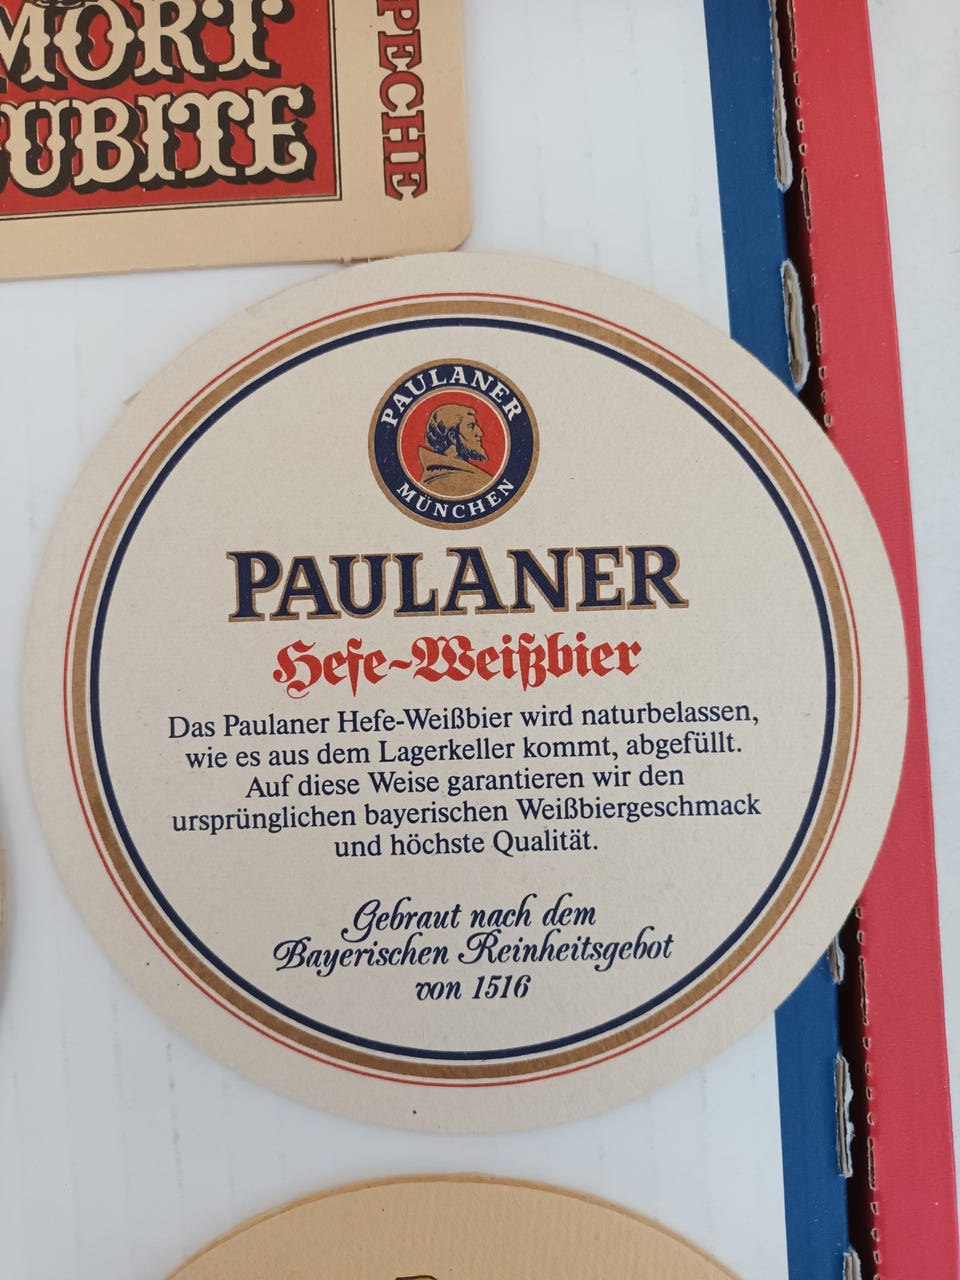 MORT
UBITE
PECHE
PAULANER
MÜNCHEN
PAULANER
Hefe-Weißbier
Das Paulaner Hefe-Weißbier wird naturbelassen,
wie es aus dem Lagerkeller kommt, abgefüllt.
Auf diese Weise garantieren wir den
ursprünglichen bayerischen Weißbiergeschmack
und höchste Qualität.
Gebraut nach dem
Bayerischen Reinheitsgebot
von 1516